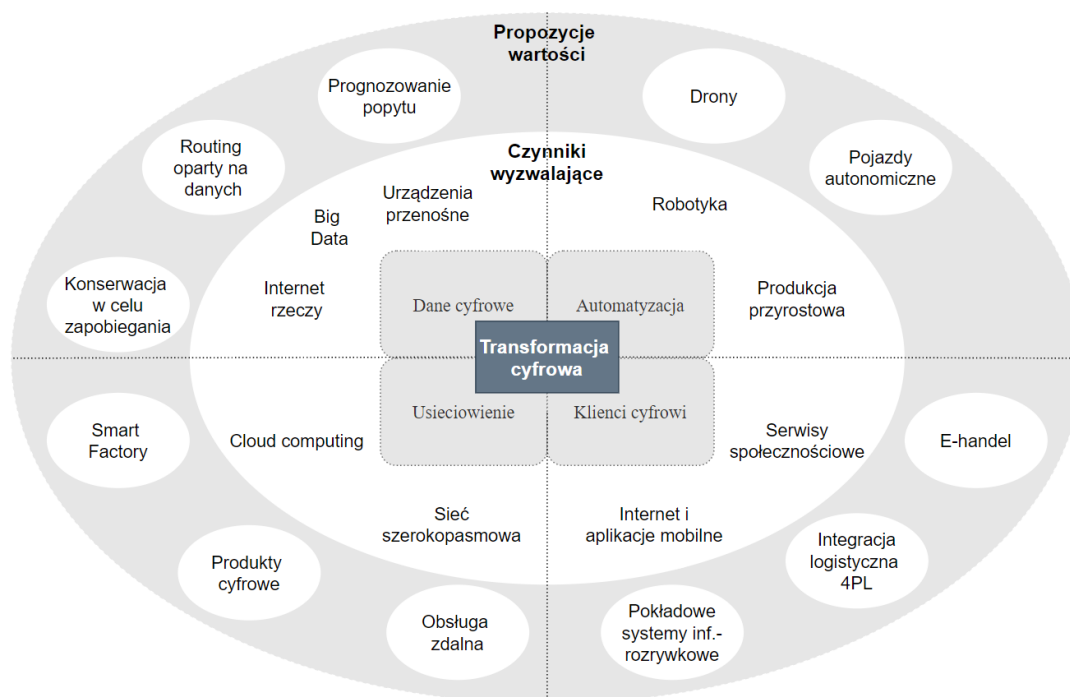 Propozycje
wartości
Prognozowanie
popytu
Drony
Routing
oparty na
danych
Pojazdy
autonomiczne
Czynniki
wyzwalające
Urządzenia
przenośne
Big
Data
Robotyka
Konserwacja
w celu
zapobiegania
Internet
rzeczy
Dane cyfrowe
Automatyzacja
Produkcja
przyrostowa
Transformacja
cyfrowa
Usieciowienie
Klienci cyfrowi
Smart
Factory
Cloud computing
Serwisy
społecznościowe
E-handel
Sieć
szerokopasmowa
Internet i
aplikacje mobilne
Produkty
cyfrowe
Integracja
logistyczna
4PL
Obsługa
zdalna
Pokładowe
systemy inf.-
rozrywkowe